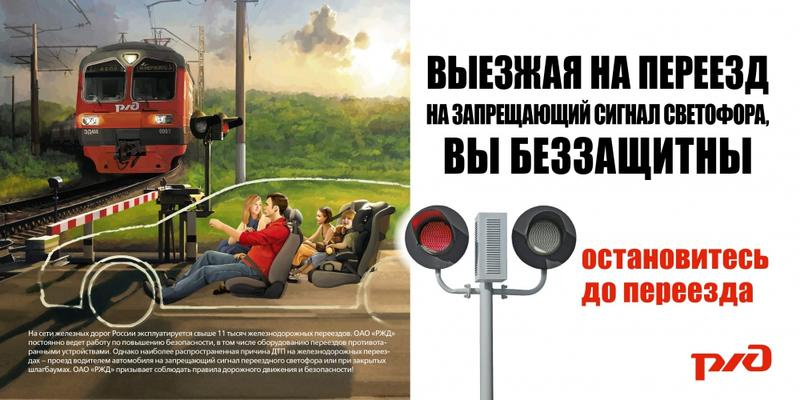 РЖД
ЭД4М
0001
На сети железных дорог России эксплуатируется свыше 11 тысяч железнодорожных переездов. ОАО «РЖД»
постоянно ведет работу по повышению безопасности, в том числе оборудованию переездов противота-
ранными устройствами. Однако наиболее распространенная причина ДТП на железнодорожных переез-
дах – проезд водителем автомобиля на запрещающий сигнал переездного светофора или при закрытых
шлагбаумах. ОАО «РЖД» призывает соблюдать правила дорожного движения и безопасности!
ВЫЕЗЖАЯ НА ПЕРЕЕЗД
НА ЗАПРЕЩАЮЩИЙ СИГНАЛ СВЕТОФОРА,
ВЫ БЕЗЗАЩИТНЫ
остановитесь
до переезда
РЖД